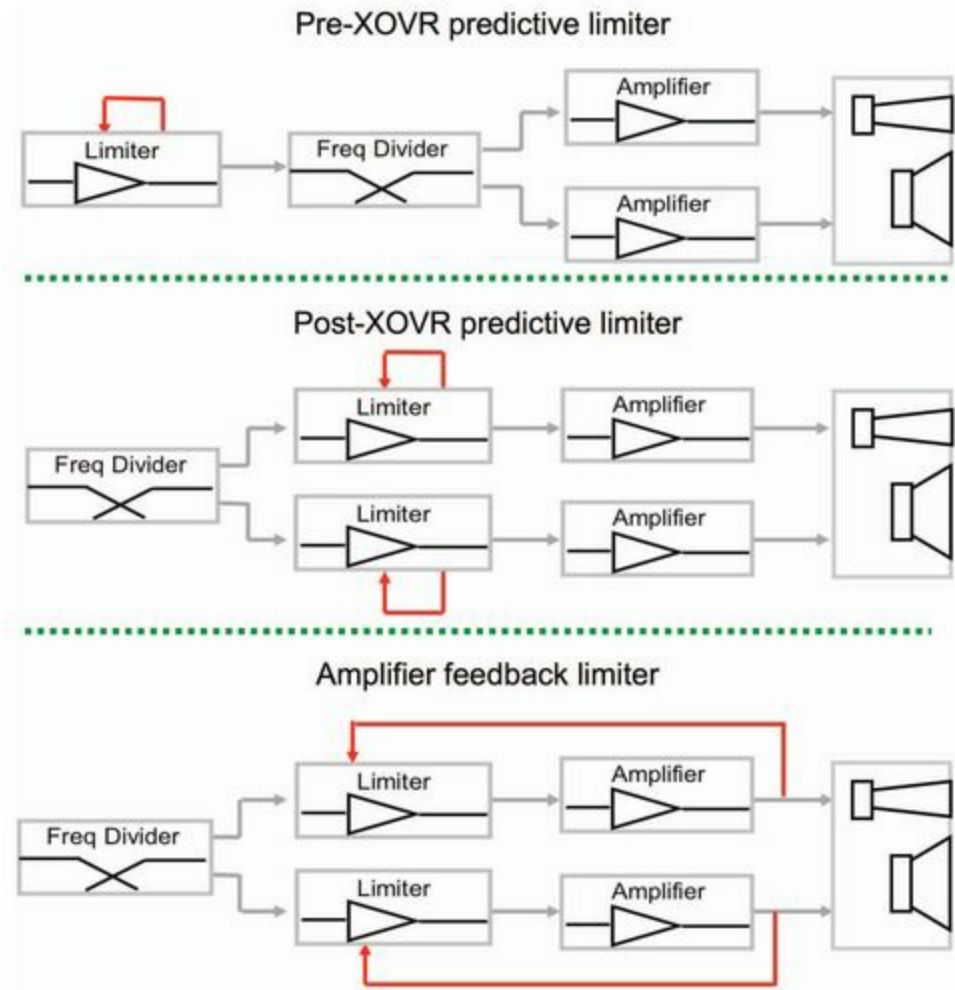 Pre-XOVR predictive limiter
Amplifier
Limiter
Freq Divider
Amplifier
Post-XOVR predictive limiter
Limiter
Amplifier
Freq Divider
Limiter
Amplifier
Amplifier feedback limiter
Limiter
Amplifier
Freq Divider
Limiter
Amplifier